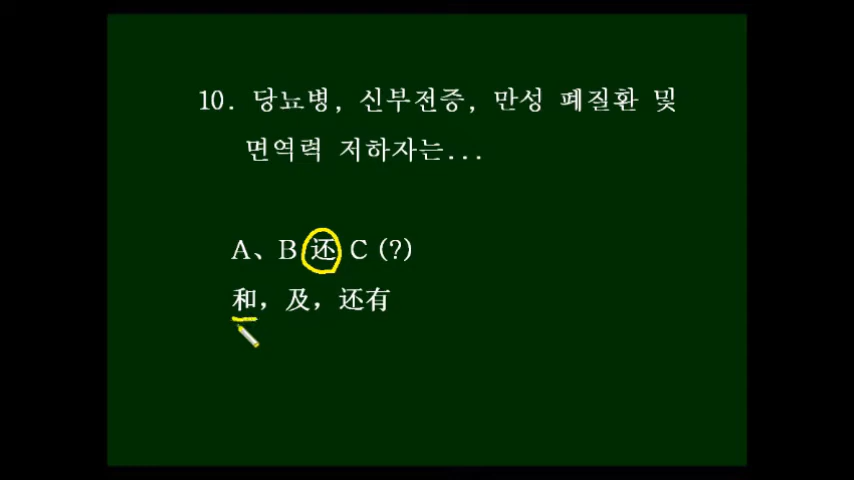 10. 당뇨병, 신부전증, 만성 폐질환 및
면역력 저하자는...
A、B 还 C (?)
和，及，还有